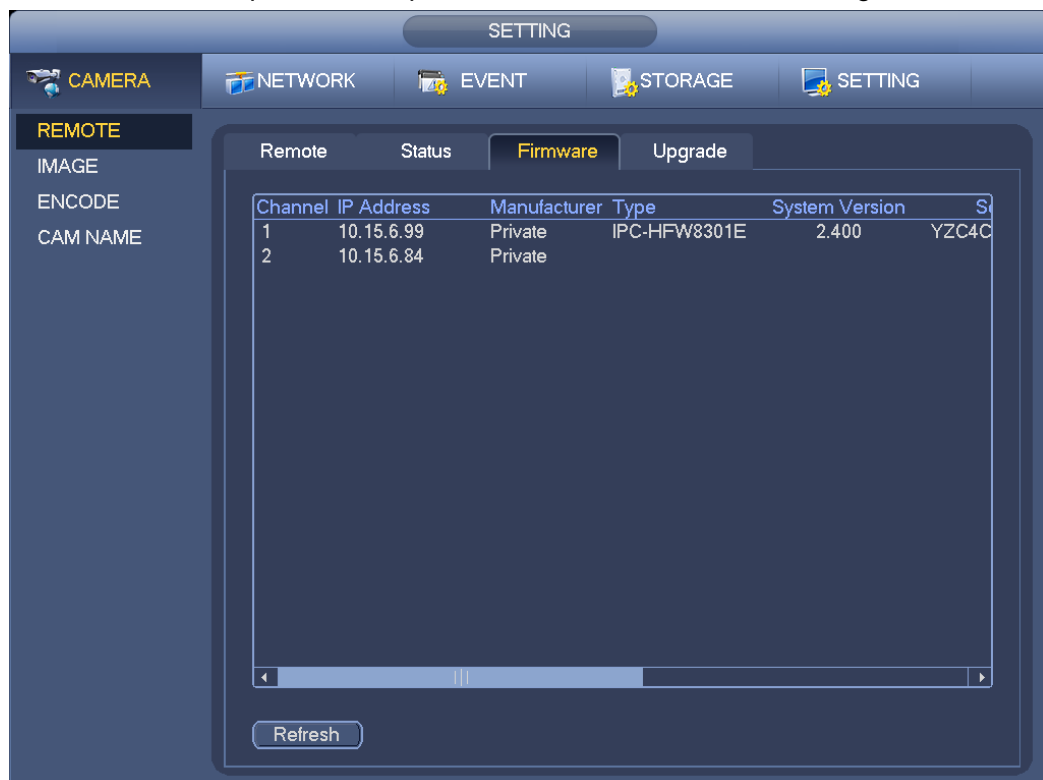 SETTING
CAMERA NETWORK EVENT STORAGE SETTING
REMOTE
IMAGE
ENCODE
CAM NAME
Remote Status Firmware Upgrade
Channel IP Address Manufacturer Type System Version
1 10.15.6.99 Private IPC-HFW8301E 2.400 YZC4C
2 10.15.6.84 Private
Refresh